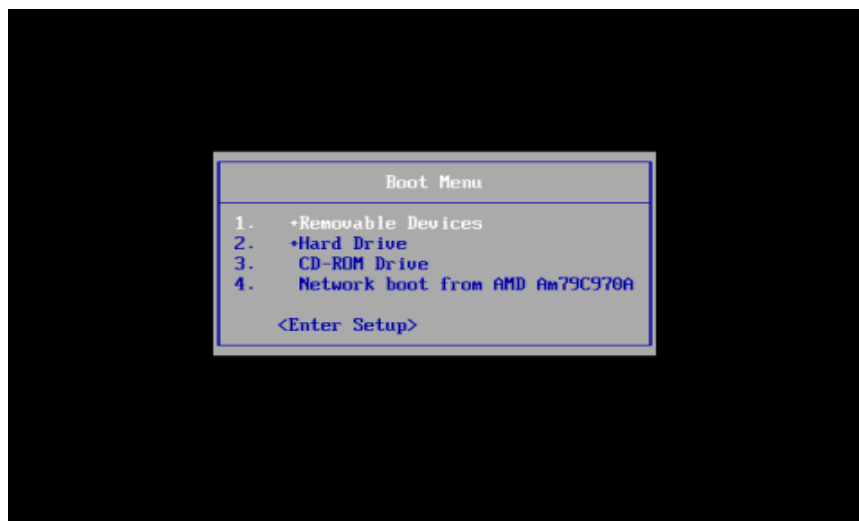 Boot Menu
1. +Removable Devices
2. +Hard Drive
3. CD-ROM Drive
4. Network boot from AMD Am79C970A
<Enter Setup>